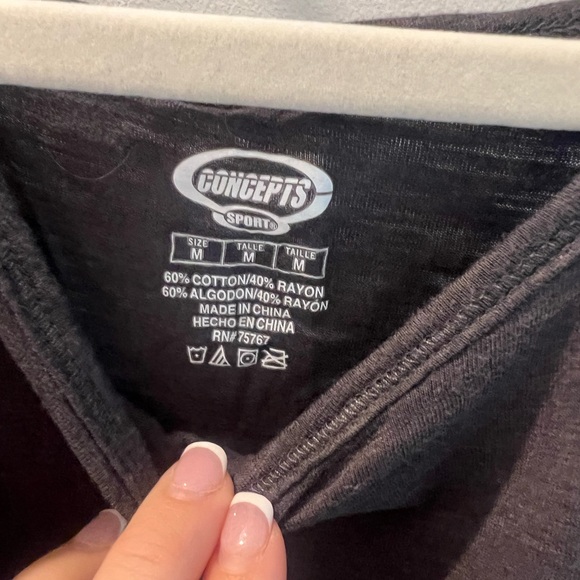 CONCEPTS
SPORT®
SIZE TALLE TAILLE
M M M
60% COTTON/40% RAYON
60% ALGODON/40% RAYÓN
MADE IN CHINA
HECHO EN CHINA
RN# 75767